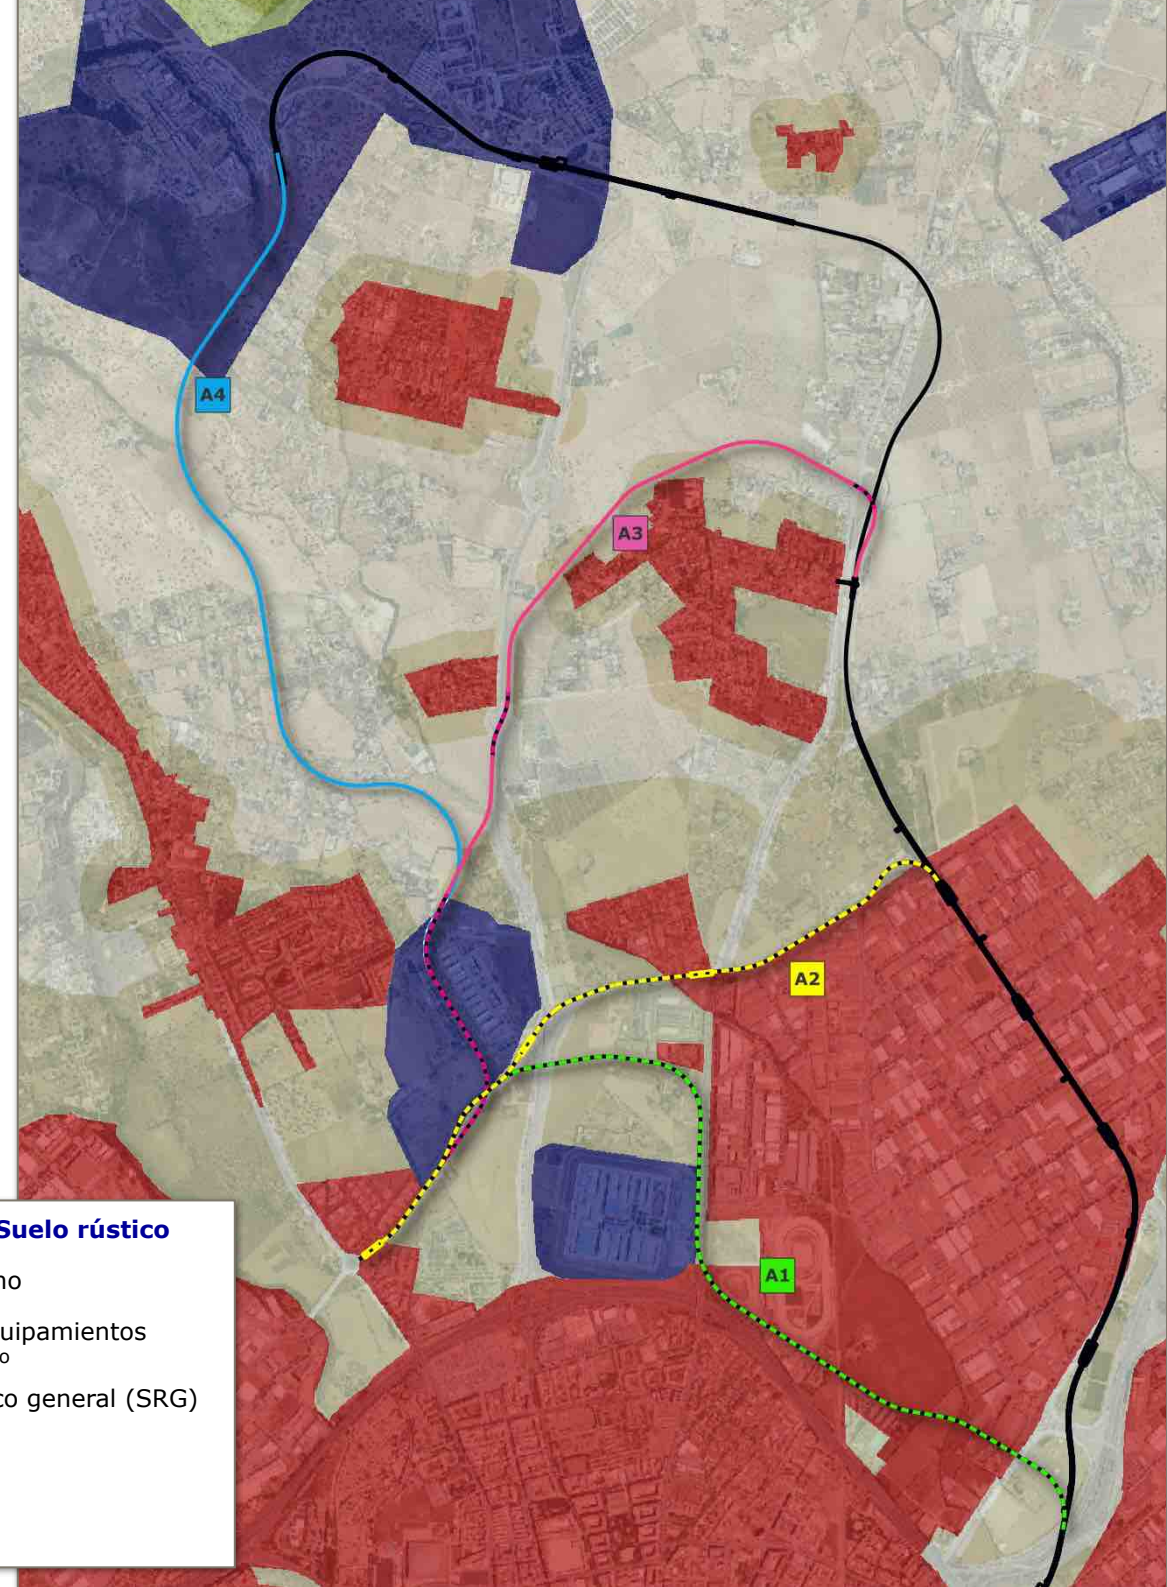 A4
A3
A2
A1
Suelo rústico
no
uipamientos
o
co general (SRG)